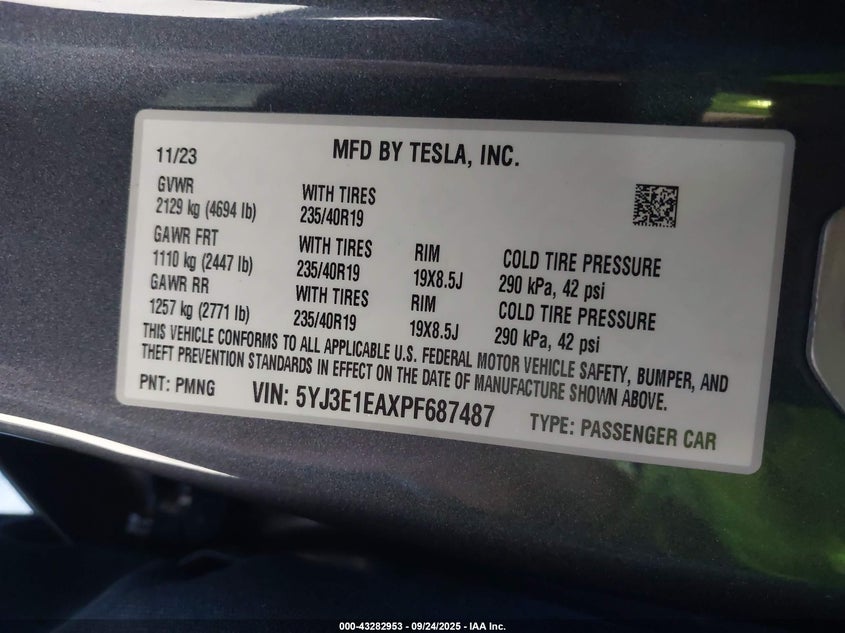 11/23 MFD BY TESLA, INC.
GVWR
2129 kg (4694 lb) WITH TIRES
235/40R19
GAWR FRT
1110 kg (2447 lb) WITH TIRES
235/40R19 RIM
19X8.5J COLD TIRE PRESSURE
290 kPa, 42 psi
GAWR RR
1257 kg (2771 lb) WITH TIRES
235/40R19 RIM
19X8.5J COLD TIRE PRESSURE
290 kPa, 42 psi
THIS VEHICLE CONFORMS TO ALL APPLICABLE U.S. FEDERAL MOTOR VEHICLE SAFETY, BUMPER, AND
THEFT PREVENTION STANDARDS IN EFFECT ON THE DATE OF MANUFACTURE SHOWN ABOVE.
PNT: PMNG VIN: 5YJ3E1EAXPF687487 TYPE: PASSENGER CAR
000-43282953 - 09/24/2025 - IAA Inc.